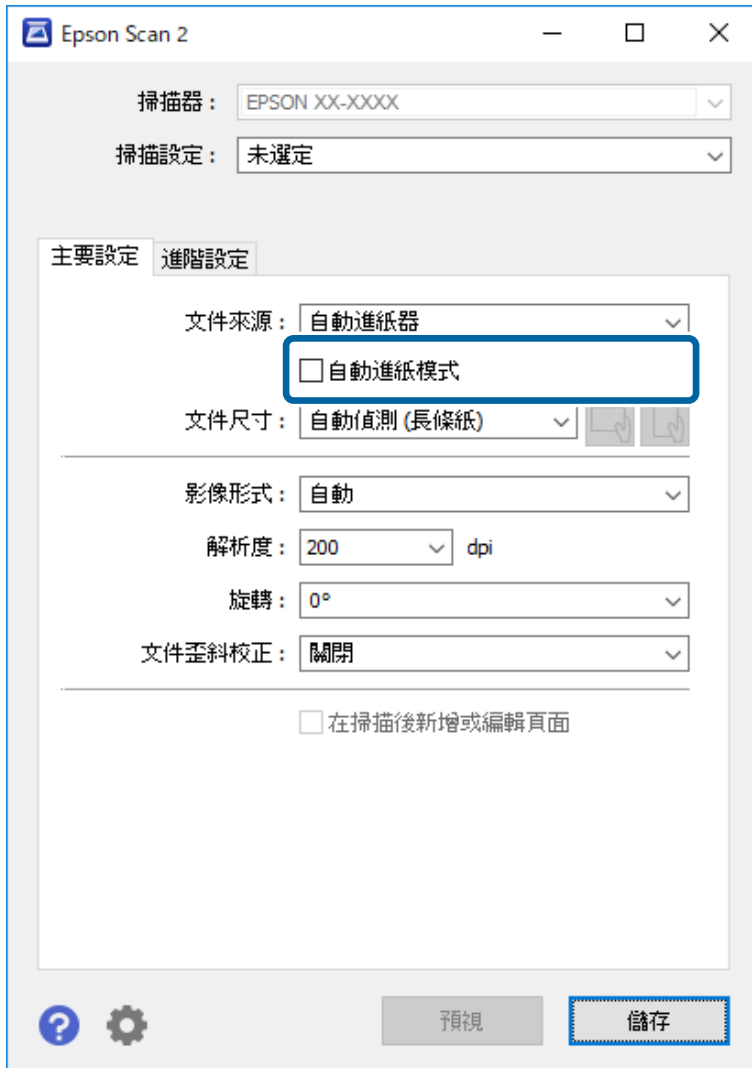 Epson Scan 2
掃描器： EPSON XX-XXXX
掃描設定： 未選定
主要設定 進階設定
文件來源： 自動進紙器
自動進紙模式
文件尺寸： 自動偵測 (長條紙)
影像形式： 自動
解析度： 200 dpi
旋轉： 0°
文件歪斜校正： 關閉
在掃描後新增或編輯頁面
? 預視 儲存